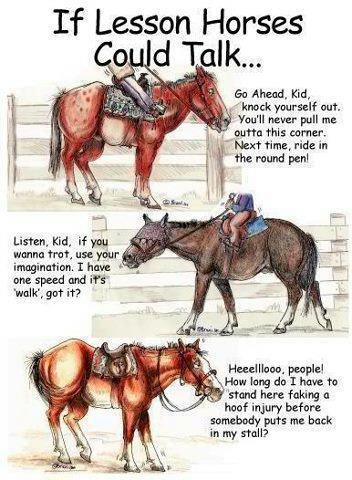 If Lesson Horses
Could Talk...
Go Ahead, Kid,
knock yourself out.
You'll never pull me
outta this corner.
Next time, ride in
the round pen!
Listen, Kid, if you
wanna trot, use your
imagination. I have
one speed and it's
'walk', got it?
Heeelllooo, people!
How long do I have to
stand here faking a
hoof injury before
somebody puts me back
in my stall?